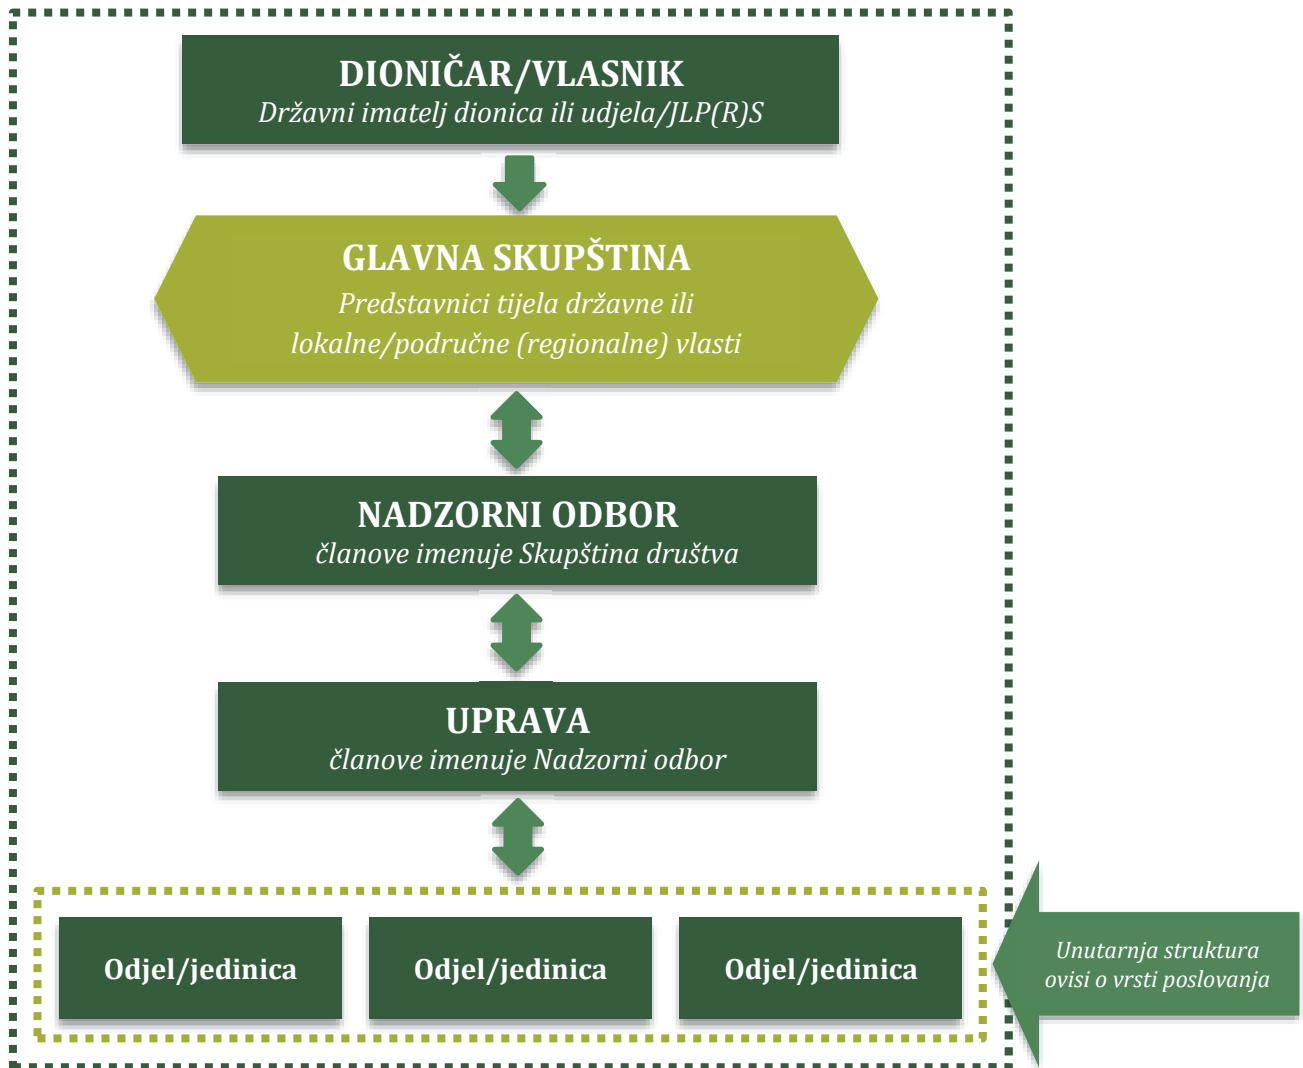 DIONIČAR/VLASNIK
Državni imatelj dionica ili udjela/JLP(R)S
GLAVNA SKUPŠTINA
Predstavnici tijela državne ili
lokalne/područne (regionalne) vlasti
NADZORNI ODBOR
članove imenuje Skupština društva
UPRAVA
članove imenuje Nadzorni odbor
Odjel/jedinica
Odjel/jedinica
Odjel/jedinica
Unutarnja struktura
ovisi o vrsti poslovanja